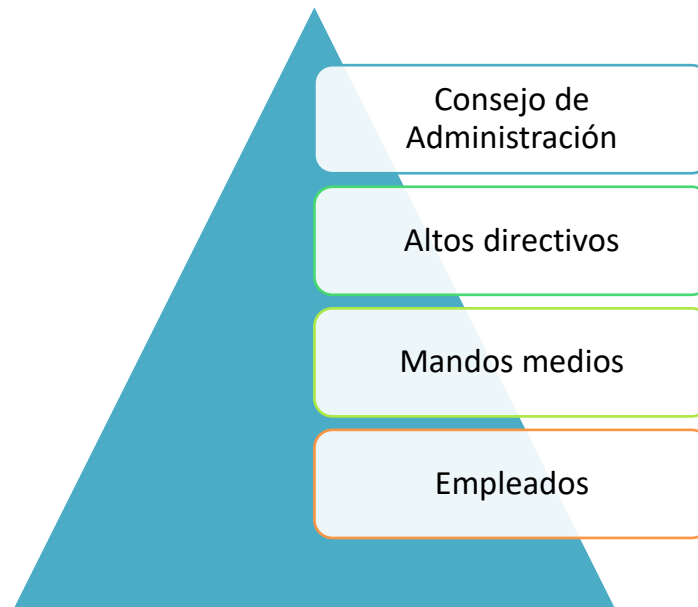 Consejo de
Administración
Altos directivos
Mandos medios
Empleados